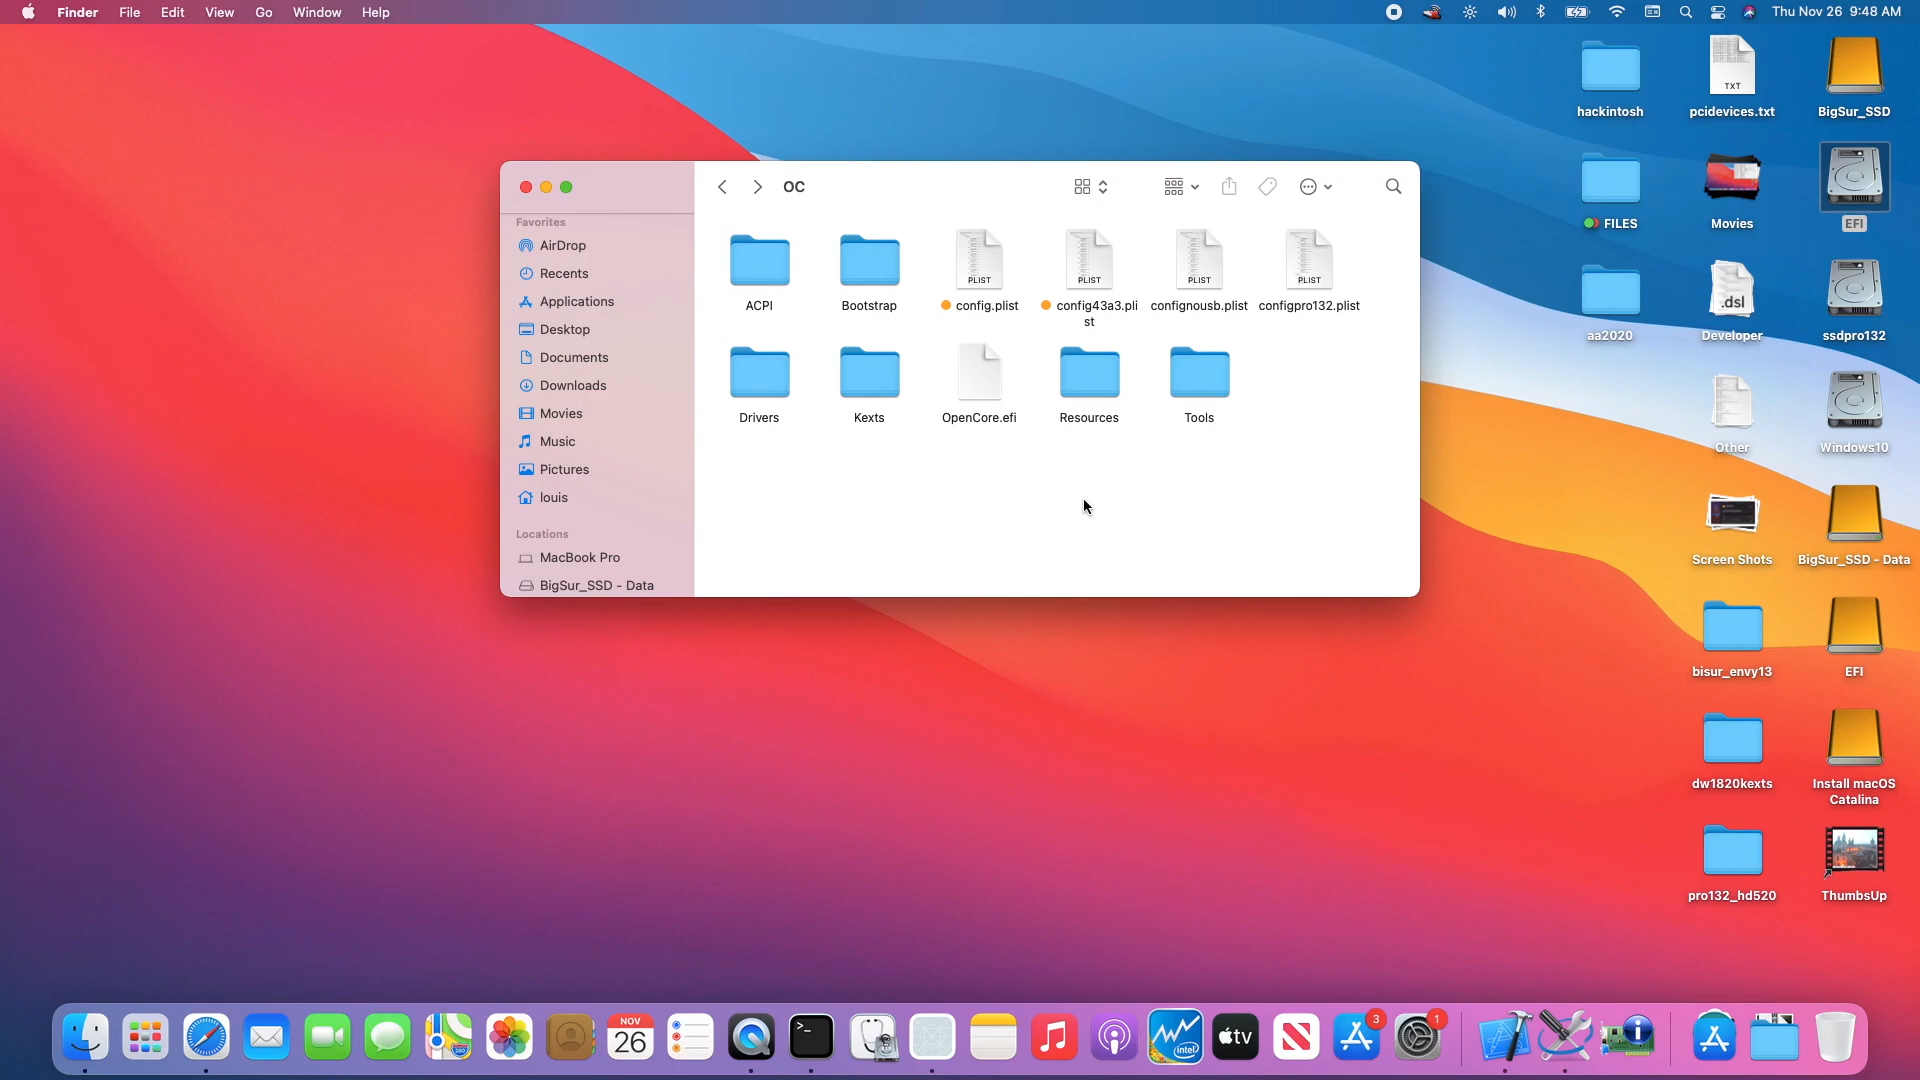 Finder File Edit View Go Window Help
Thu Nov 26 9:48 AM
hackintosh
TXT
pcidevices.txt
BigSur_SSD
FILES
Movies
EFI
aa2020
.dsl
Developer
ssdpro132
Other
Windows10
Screen Shots
BigSur_SSD - Data
bisur_envy13
EFI
dw1820kexts
Install macOS
Catalina
pro132_hd520
ThumbsUp
OC
Favorites
AirDrop
Recents
Applications
Desktop
Documents
Downloads
Movies
Music
Pictures
louis
Locations
MacBook Pro
BigSur_SSD - Data
PLIST PLIST PLIST PLIST
ACPI Bootstrap config.plist config43a3.pli confignousb.plist configpro132.plist
st
Drivers Kexts OpenCore.efi Resources Tools
NOV
26
280
>_
intel
tv
3
1